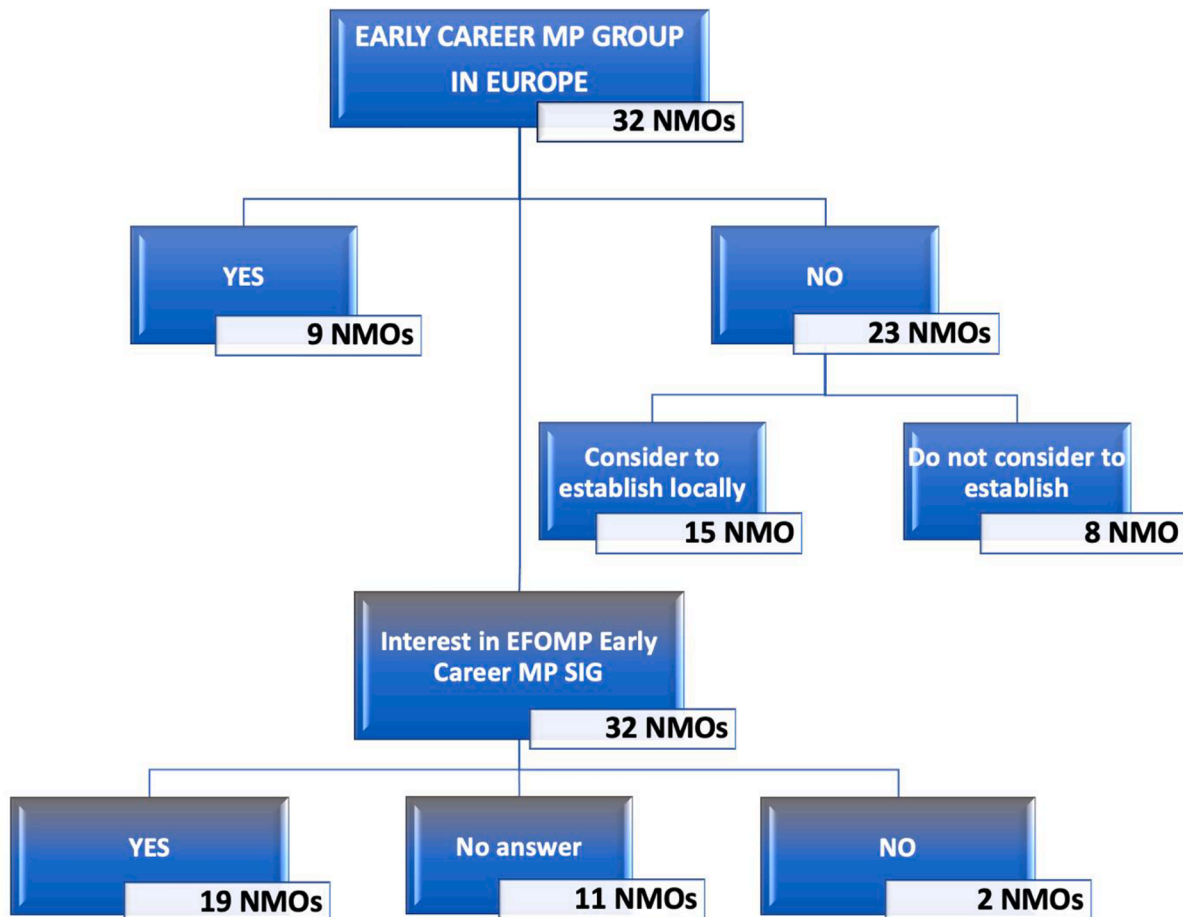 EARLY CAREER MP GROUP
IN EUROPE
32 NMOs
YES
9 NMOs
NO
23 NMOs
Consider to
establish locally
15 NMO
Do not consider to
establish
8 NMO
Interest in EFOMP Early
Career MP SIG
32 NMOs
YES
19 NMOs
No answer
11 NMOs
NO
2 NMOs